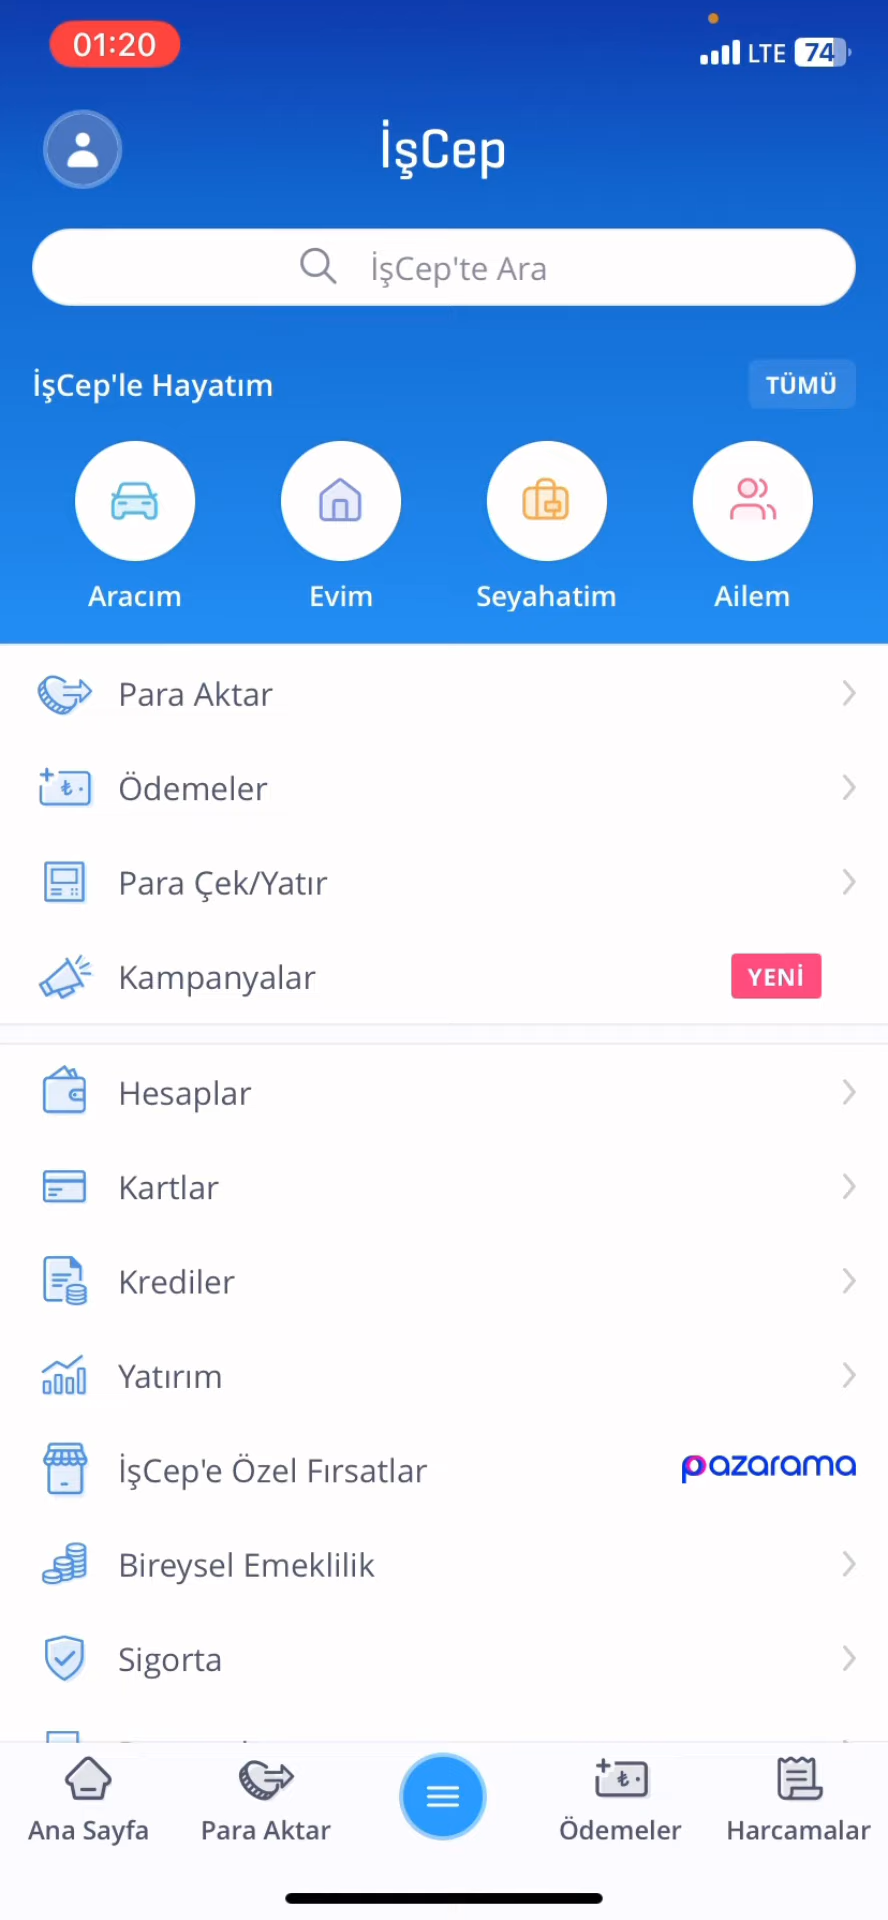 01:20
LTE 74
İşCep
İşCep'te Ara
İşCep'le Hayatım
TÜMÜ
Aracım
Evim
Seyahatim
Ailem
Para Aktar
Ödemeler
Para Çek/Yatır
Kampanyalar
YENİ
Hesaplar
Kartlar
Krediler
Yatırım
İşCep'e Özel Fırsatlar
pazarama
Bireysel Emeklilik
Sigorta
Ana Sayfa
Para Aktar
Ödemeler
Harcamalar